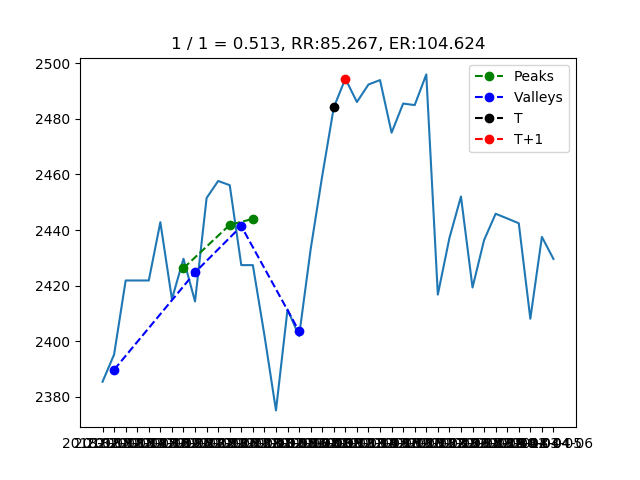 1 / 1 = 0.513, RR:85.267, ER:104.624
2500
2480
2460
2440
2420
2400
2380
Peaks
Valleys
T
T+1